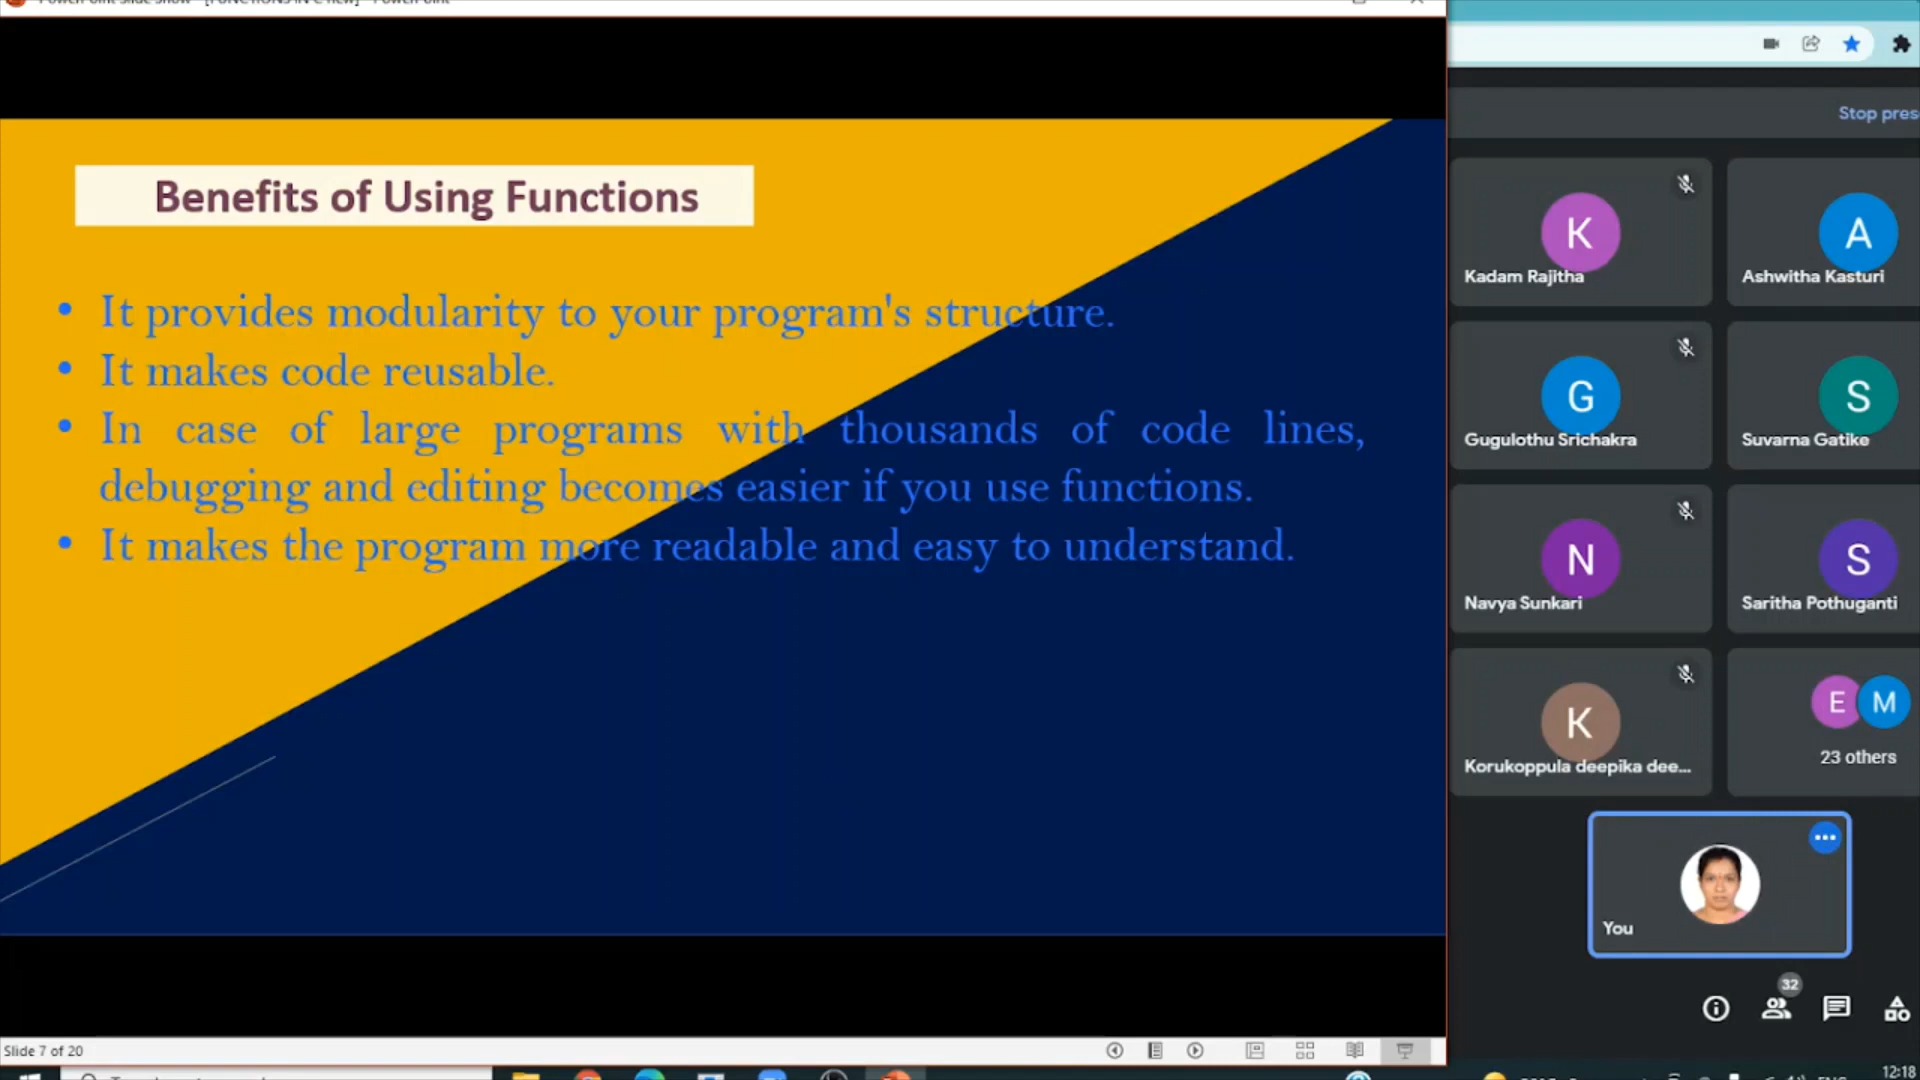 Benefits of Using Functions
• It provides modularity to your program's structure.
• It makes code reusable.
• In case of large programs with thousands of code lines,
debugging and editing becomes easier if you use functions.
• It makes the program more readable and easy to understand.
Slide 7 of 20
Stop pres
K
Kadam Rajitha
A
Ashwitha Kasturi
G
Gugulothu Srichakra
S
Suvarna Gatike
N
Navya Sunkari
S
Saritha Pothuganti
K
Korukoppula deepika dee...
E M
23 others
You
32
12:18